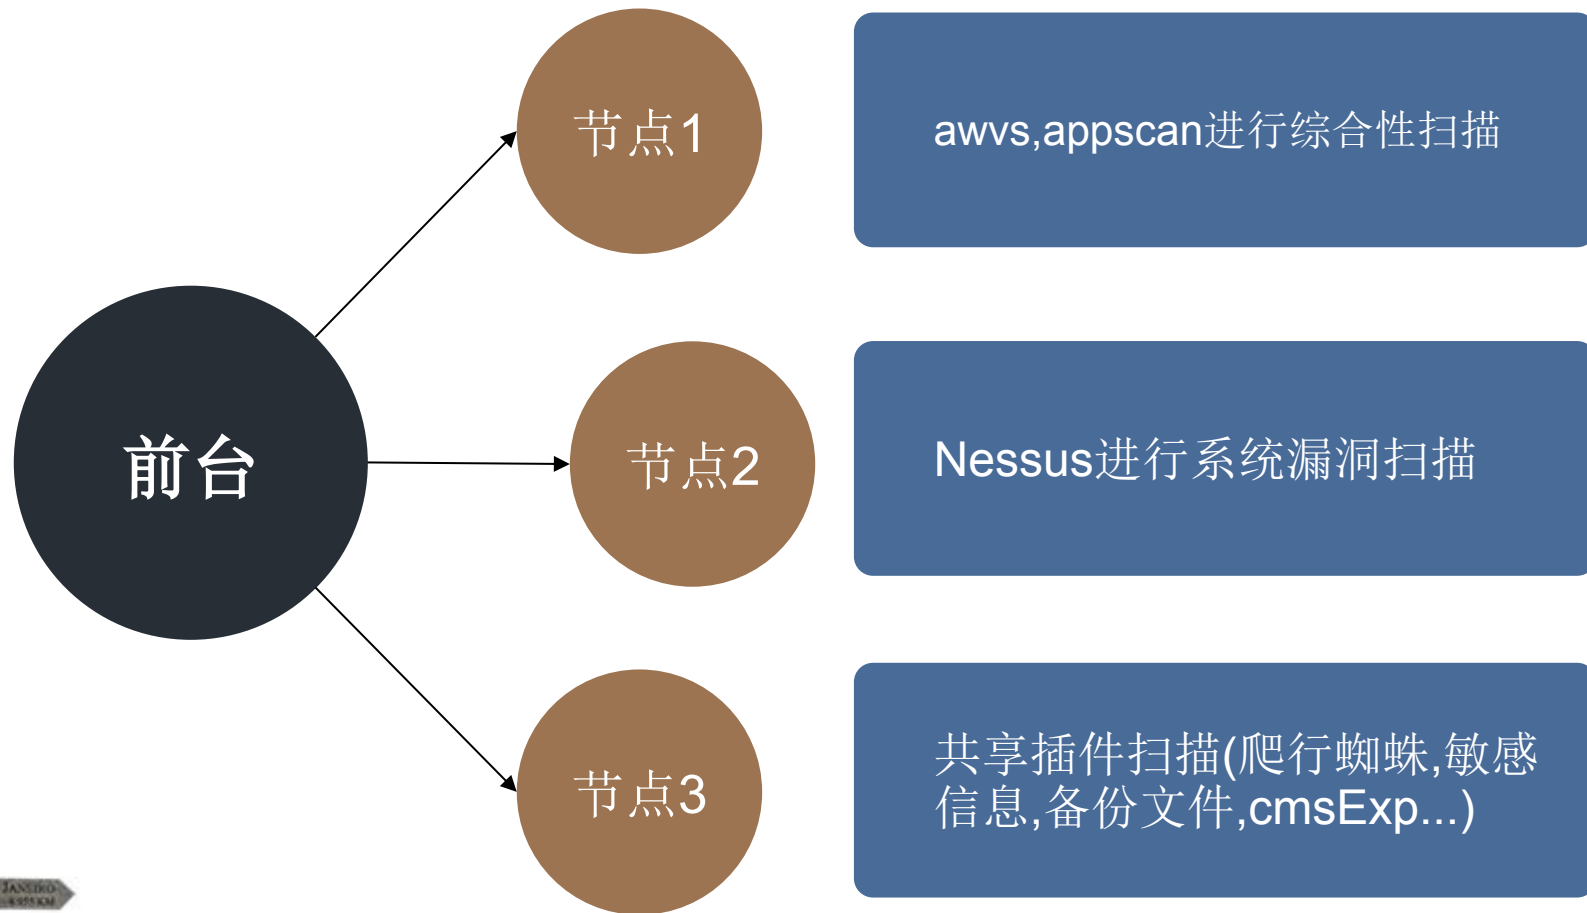 节点1
awvs,appscan进行综合性扫描
前台
节点2
Nessus进行系统漏洞扫描
节点3
共享插件扫描(爬行蜘蛛,敏感
信息,备份文件,cmsExp...)